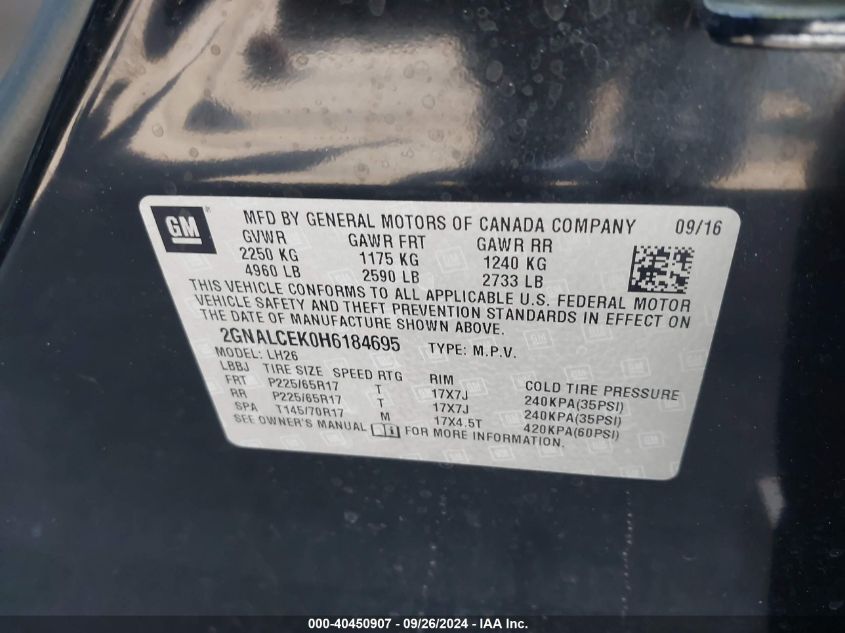 GM ® MFD BY GENERAL MOTORS OF CANADA COMPANY 09/16
GVWR GAWR FRT GAWR RR
2250 KG 1175 KG 1240 KG
4960 LB 2590 LB 2733 LB
THIS VEHICLE CONFORMS TO ALL APPLICABLE U.S. FEDERAL MOTOR
VEHICLE SAFETY AND THEFT PREVENTION STANDARDS IN EFFECT ON
THE DATE OF MANUFACTURE SHOWN ABOVE.
2GNALCEK0H6184695 TYPE: M.P.V.
MODEL: LH26
LBBJ TIRE SIZE SPEED RTG RIM COLD TIRE PRESSURE
FRT P225/65R17 T 17X7J 240KPA(35PSI)
RR P225/65R17 T 17X7J 240KPA(35PSI)
SPA T145/70R17 M 17X4.5T 420KPA(60PSI)
SEE OWNER'S MANUAL FOR MORE INFORMATION.
000-40450907 - 09/26/2024 - IAA Inc.